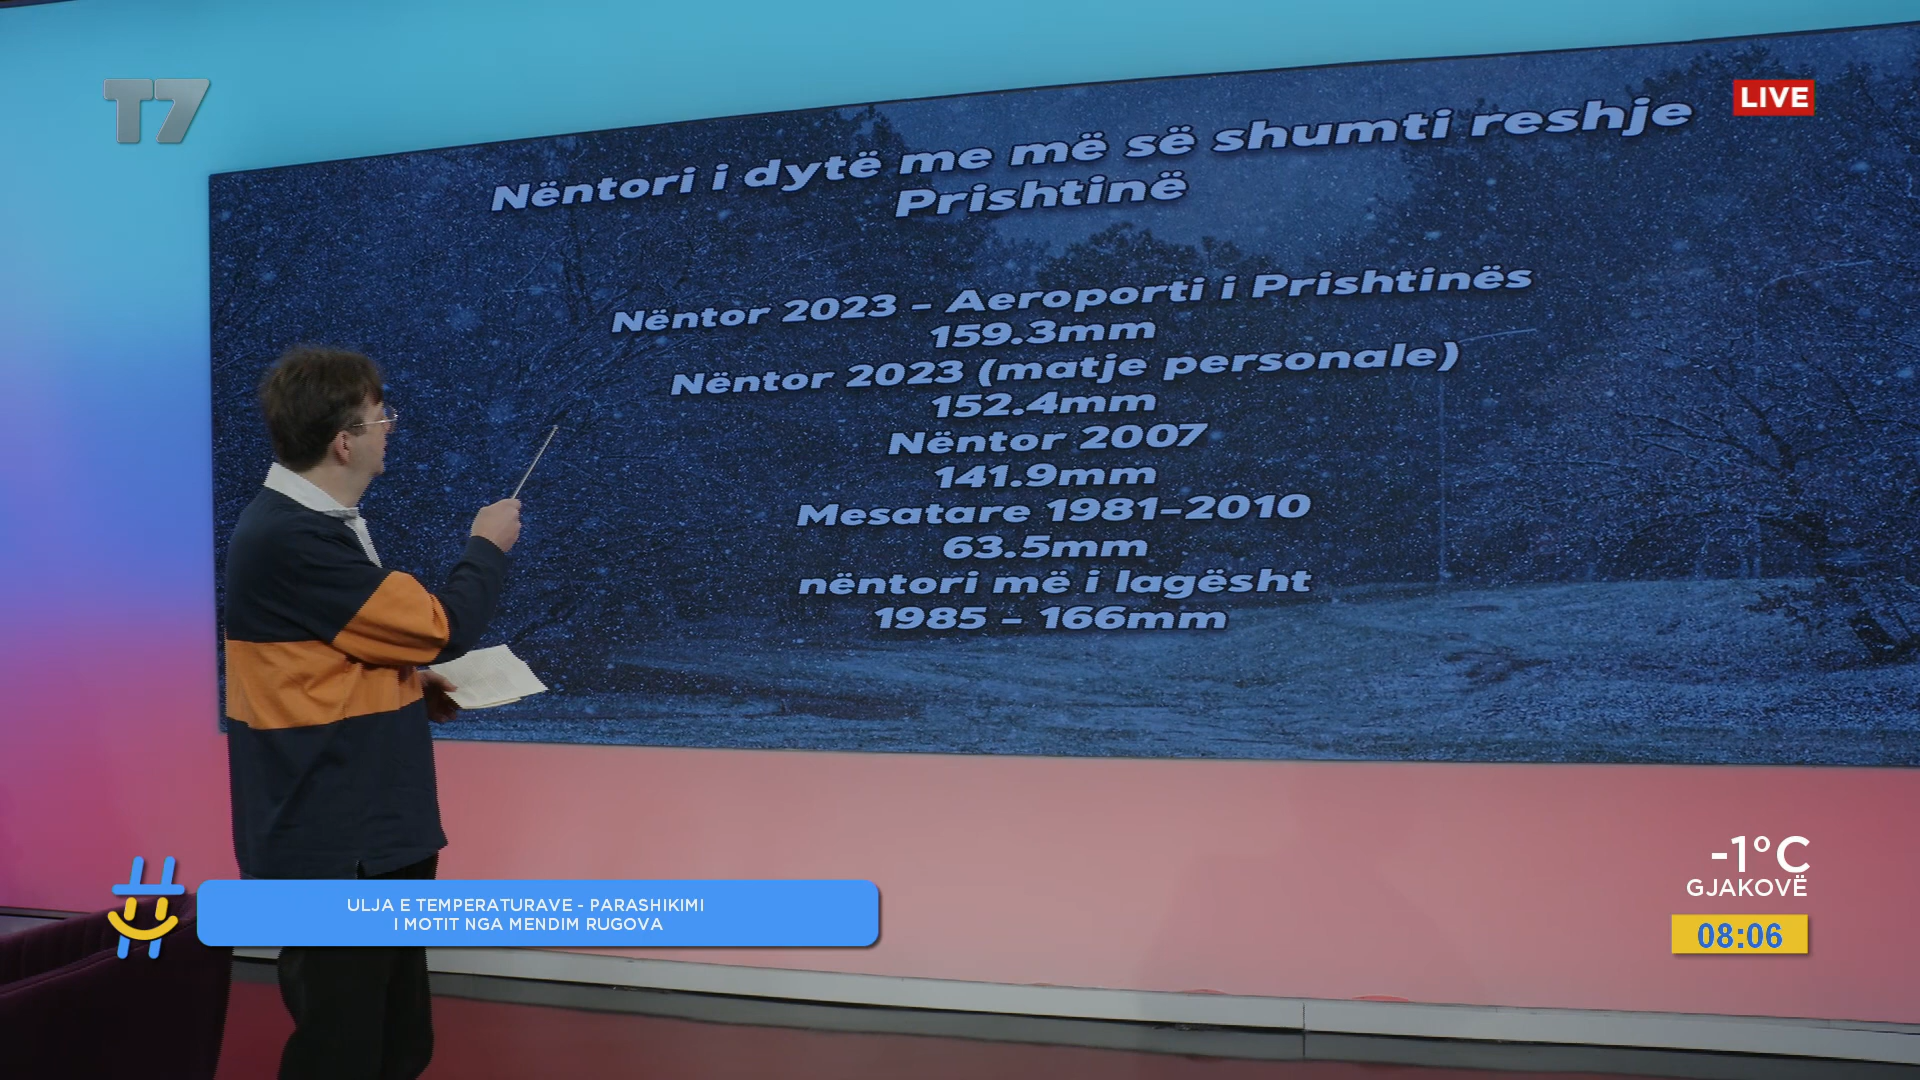 T7
LIVE
Nëntori i dytë me më së shumti reshje
Prishtinë
Nëntor 2023 – Aeroporti i Prishtinës
159.3mm
Nëntor 2023 (matje personale)
152.4mm
Nëntor 2007
141.9mm
Mesatare 1981–2010
63.5mm
nëntori më i lagësht
1985 – 166mm
-1°C
GJAKOVË
08:06
ULJA E TEMPERATURAVE - PARASHIKIMI
I MOTIT NGA MENDIM RUGOVA